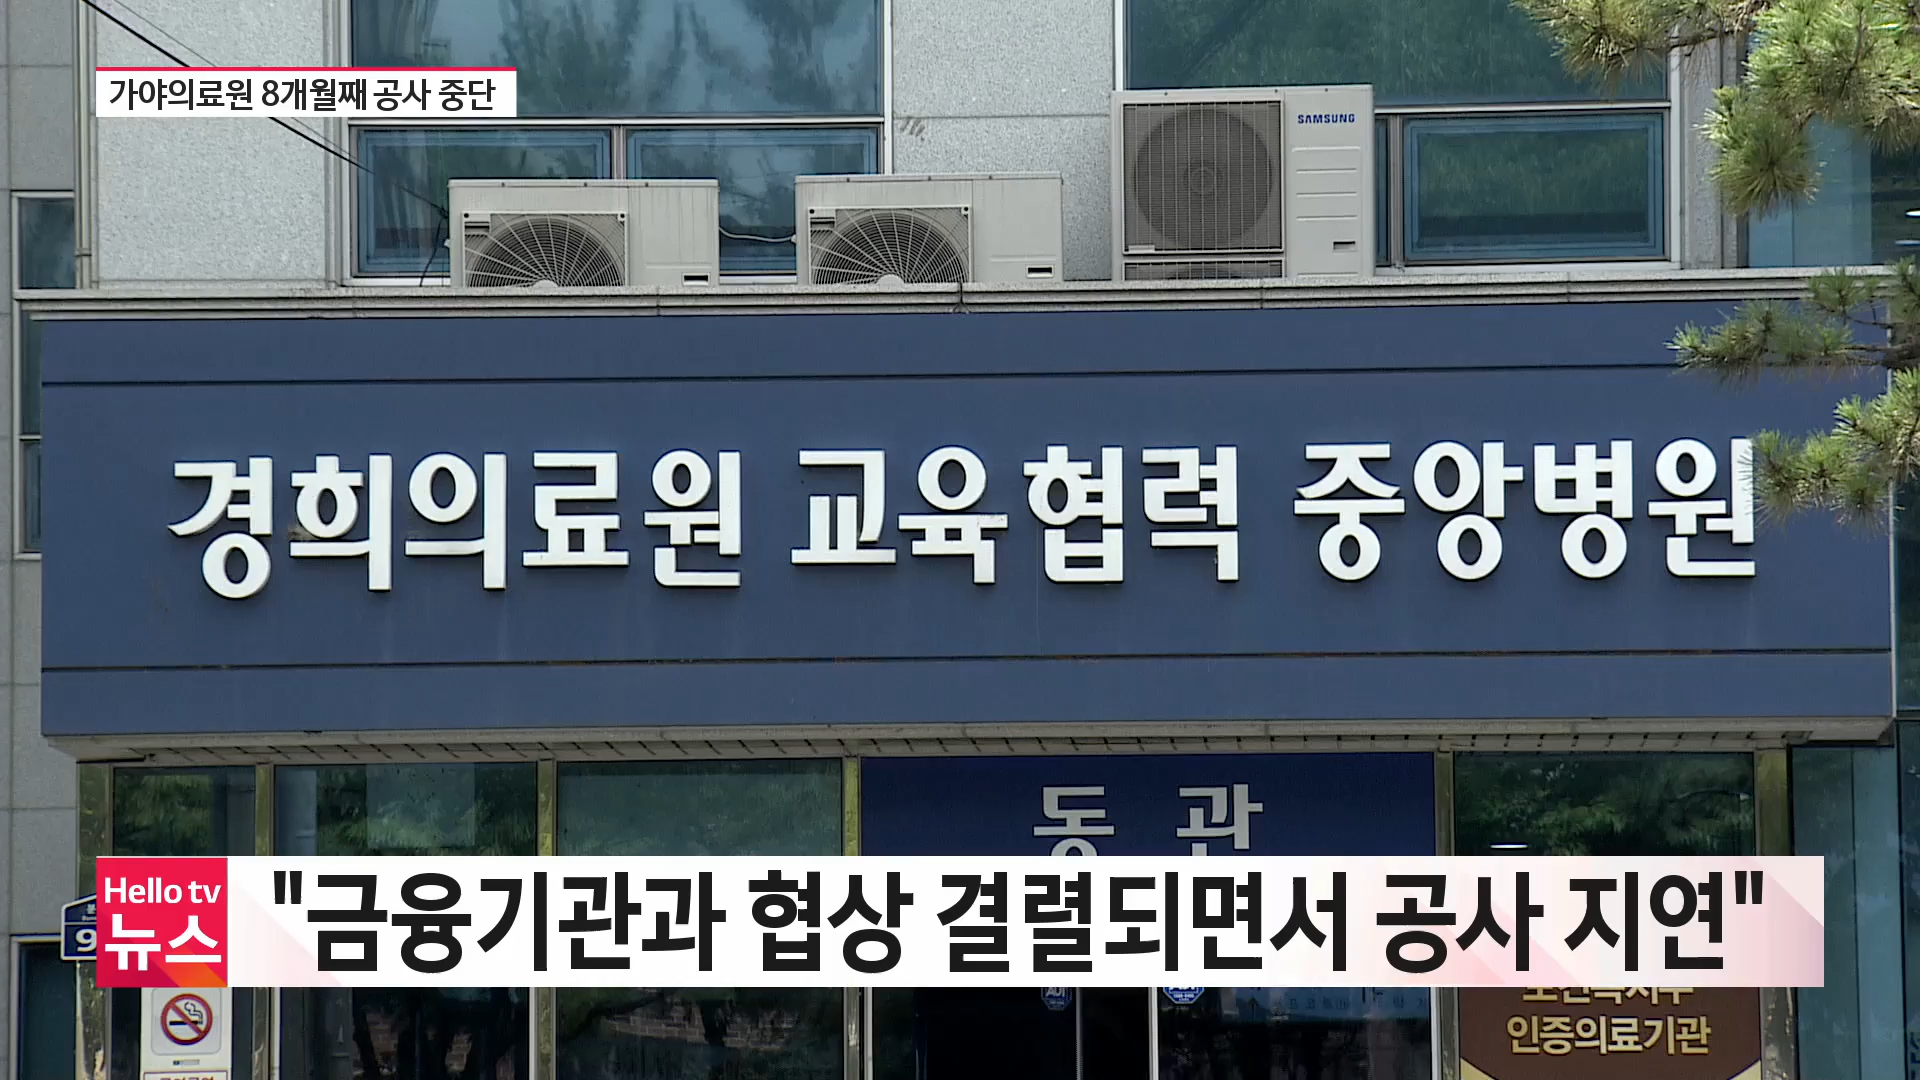 가야의료원 8개월째 공사 중단
SAMSUNG
경희의료원 교육협력 중앙병원
동 관
Hello tv
뉴스
"금융기관과 협상 결렬되면서 공사 지연"
9
ADT
인증의료기관